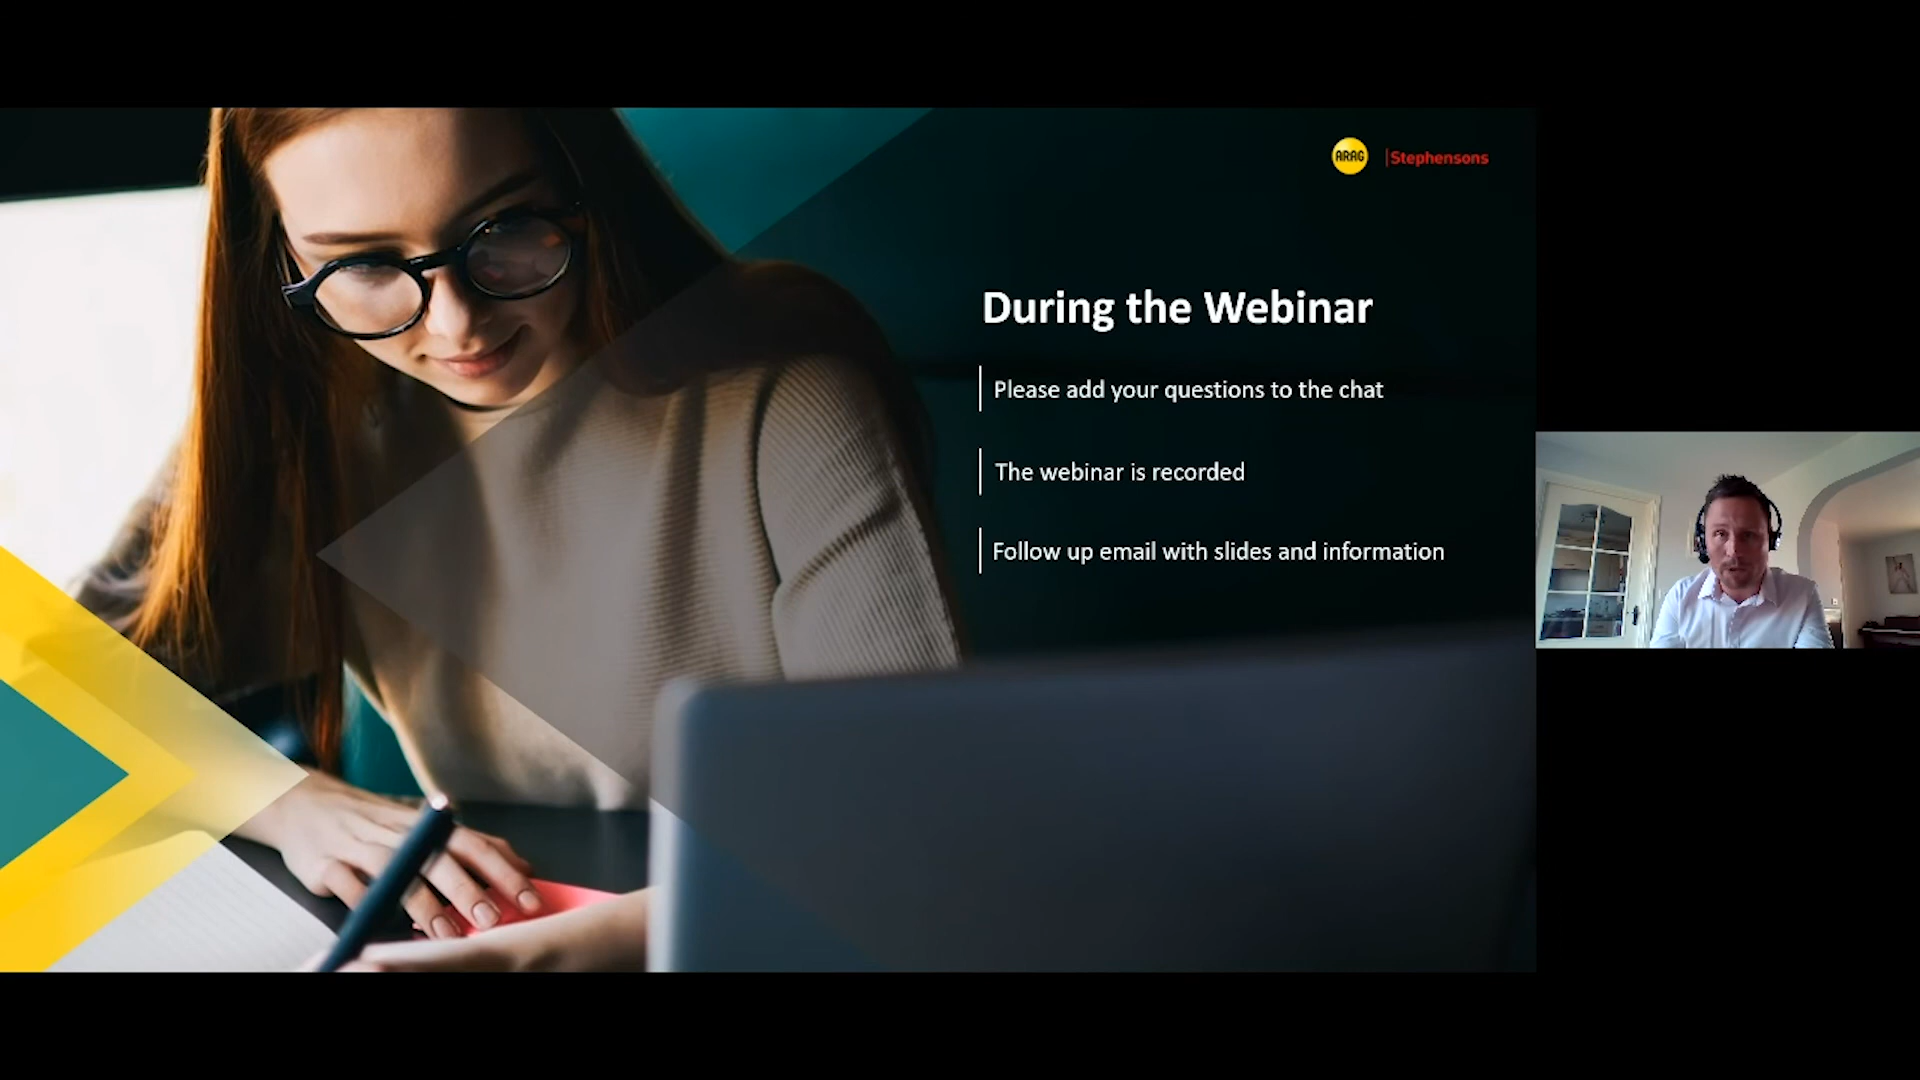 ARAG
Stephensons
During the Webinar
Please add your questions to the chat
The webinar is recorded
Follow up email with slides and information